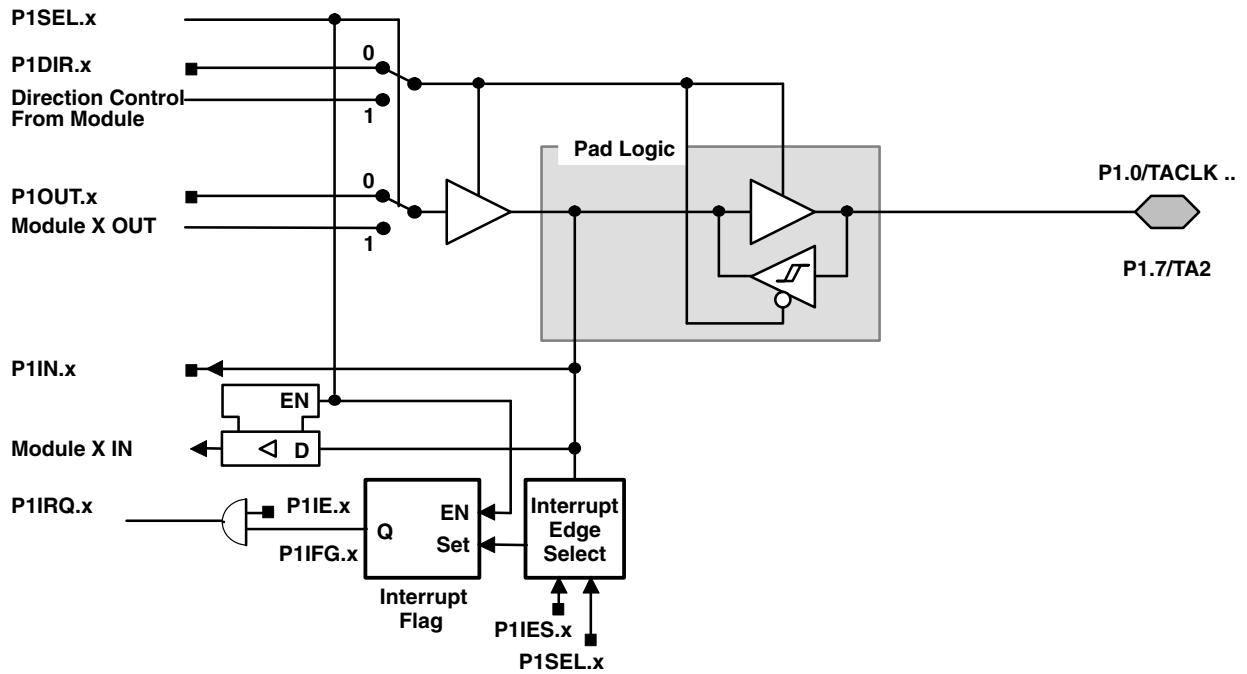 P1SEL.x
P1DIR.x
0
Direction Control
From Module
1
Pad Logic
P1.0/TACLK ..
P1OUT.x
0
Module X OUT
1
P1.7/TA2
P1IN.x
EN
Module X IN
D
P1IRQ.x
P1IE.x
EN
Interrupt
Edge
Select
Q
Set
P1IFG.x
Interrupt
Flag
P1IES.x
P1SEL.x